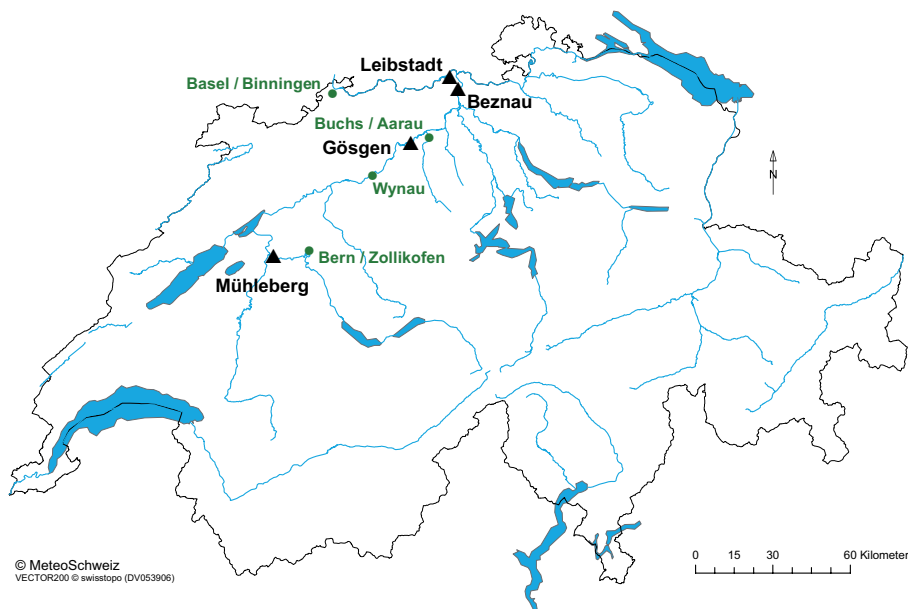 Leibstadt
Basel / Binningen
Beznau
Buchs / Aarau
Gösgen
N
Wynau
Bern / Zollikofen
Mühleberg
© MeteoSchweiz
VECTOR200 © swisstopo (DV053906)
0 15 30 60 Kilometer